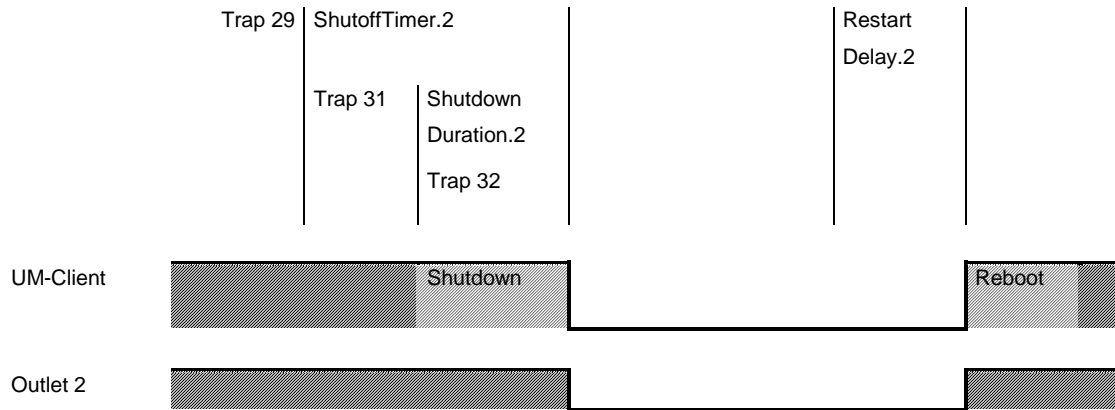 Trap 29 ShutoffTimer.2 Restart
Delay.2
Trap 31 Shutdown
Duration.2
Trap 32
UM-Client Shutdown Reboot
Outlet 2